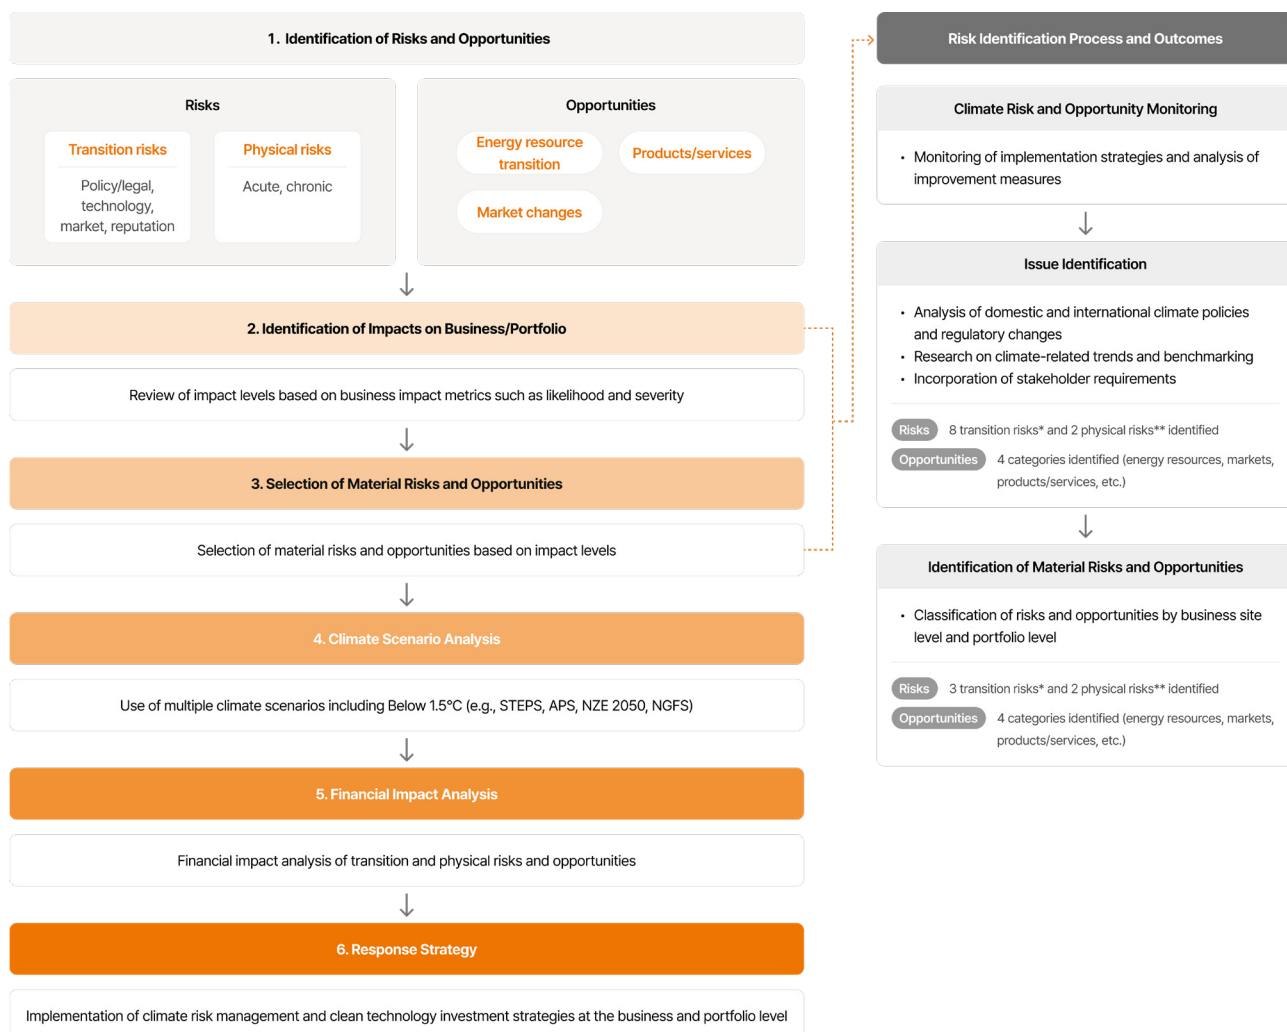 1. Identification of Risks and Opportunities
Risks
Transition risks
Policy/legal,
technology,
market, reputation
Physical risks
Acute, chronic
Opportunities
Energy resource
transition
Products/services
Market changes
2. Identification of Impacts on Business/Portfolio
Review of impact levels based on business impact metrics such as likelihood and severity
3. Selection of Material Risks and Opportunities
Selection of material risks and opportunities based on impact levels
4. Climate Scenario Analysis
Use of multiple climate scenarios including Below 1.5°C (e.g., STEPS, APS, NZE 2050, NGFS)
5. Financial Impact Analysis
Financial impact analysis of transition and physical risks and opportunities
6. Response Strategy
Implementation of climate risk management and clean technology investment strategies at the business and portfolio level
Risk Identification Process and Outcomes
Climate Risk and Opportunity Monitoring
• Monitoring of implementation strategies and analysis of
improvement measures
Issue Identification
• Analysis of domestic and international climate policies
and regulatory changes
• Research on climate-related trends and benchmarking
• Incorporation of stakeholder requirements
Risks 8 transition risks* and 2 physical risks** identified
Opportunities 4 categories identified (energy resources, markets,
products/services, etc.)
Identification of Material Risks and Opportunities
• Classification of risks and opportunities by business site
level and portfolio level
Risks 3 transition risks* and 2 physical risks** identified
Opportunities 4 categories identified (energy resources, markets,
products/services, etc.)